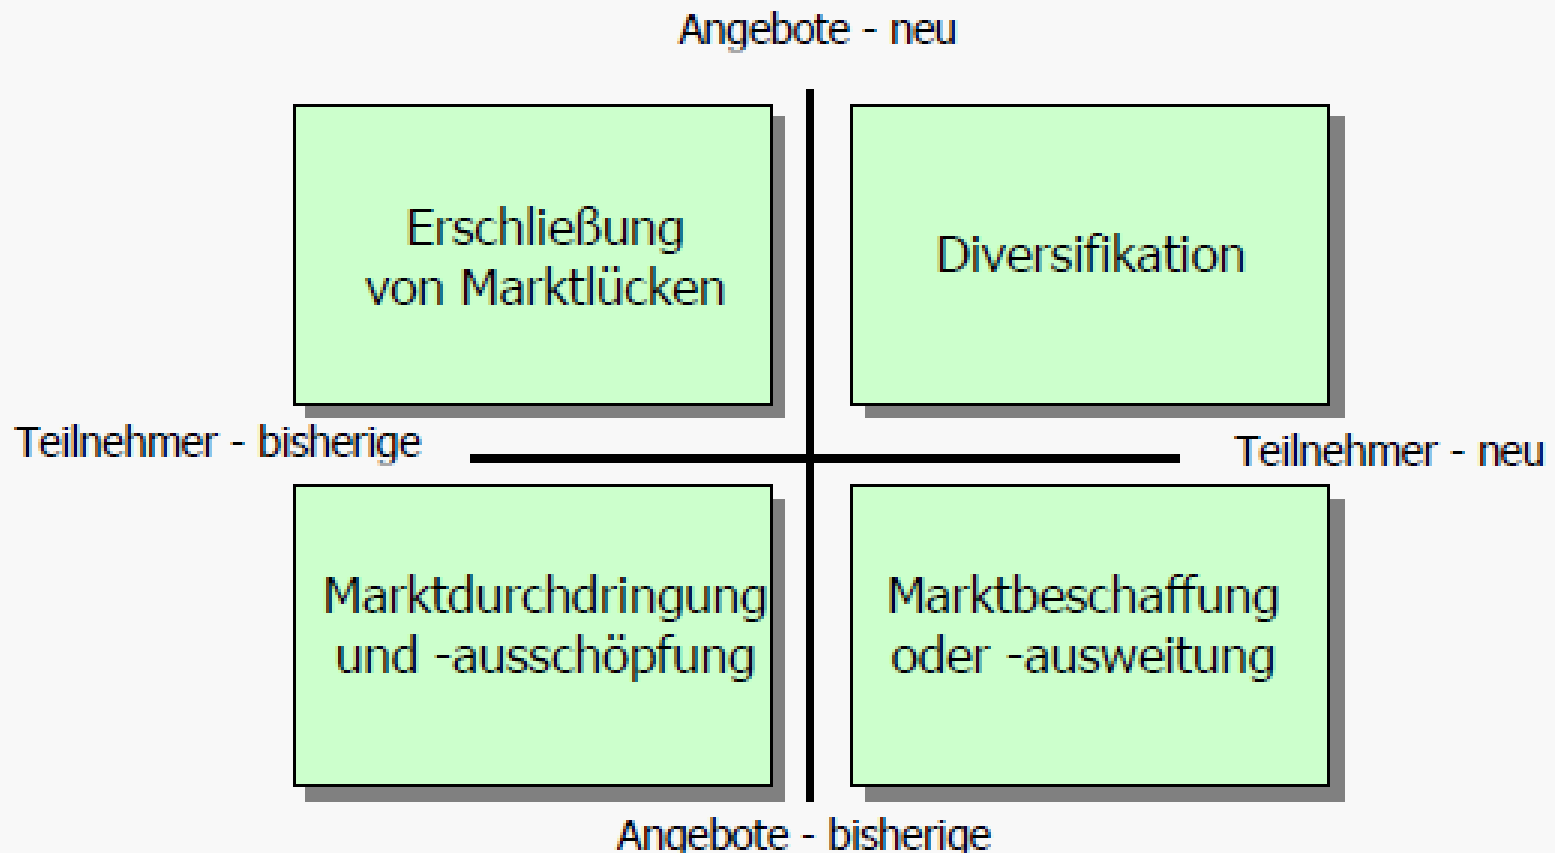 Angebote - neu
Erschließung
von Marktlücken
Diversifikation
Teilnehmer - bisherige
Teilnehmer - neu
Marktdurchdringung
und -ausschöpfung
Marktbeschaffung
oder -ausweitung
Angebote - bisherige